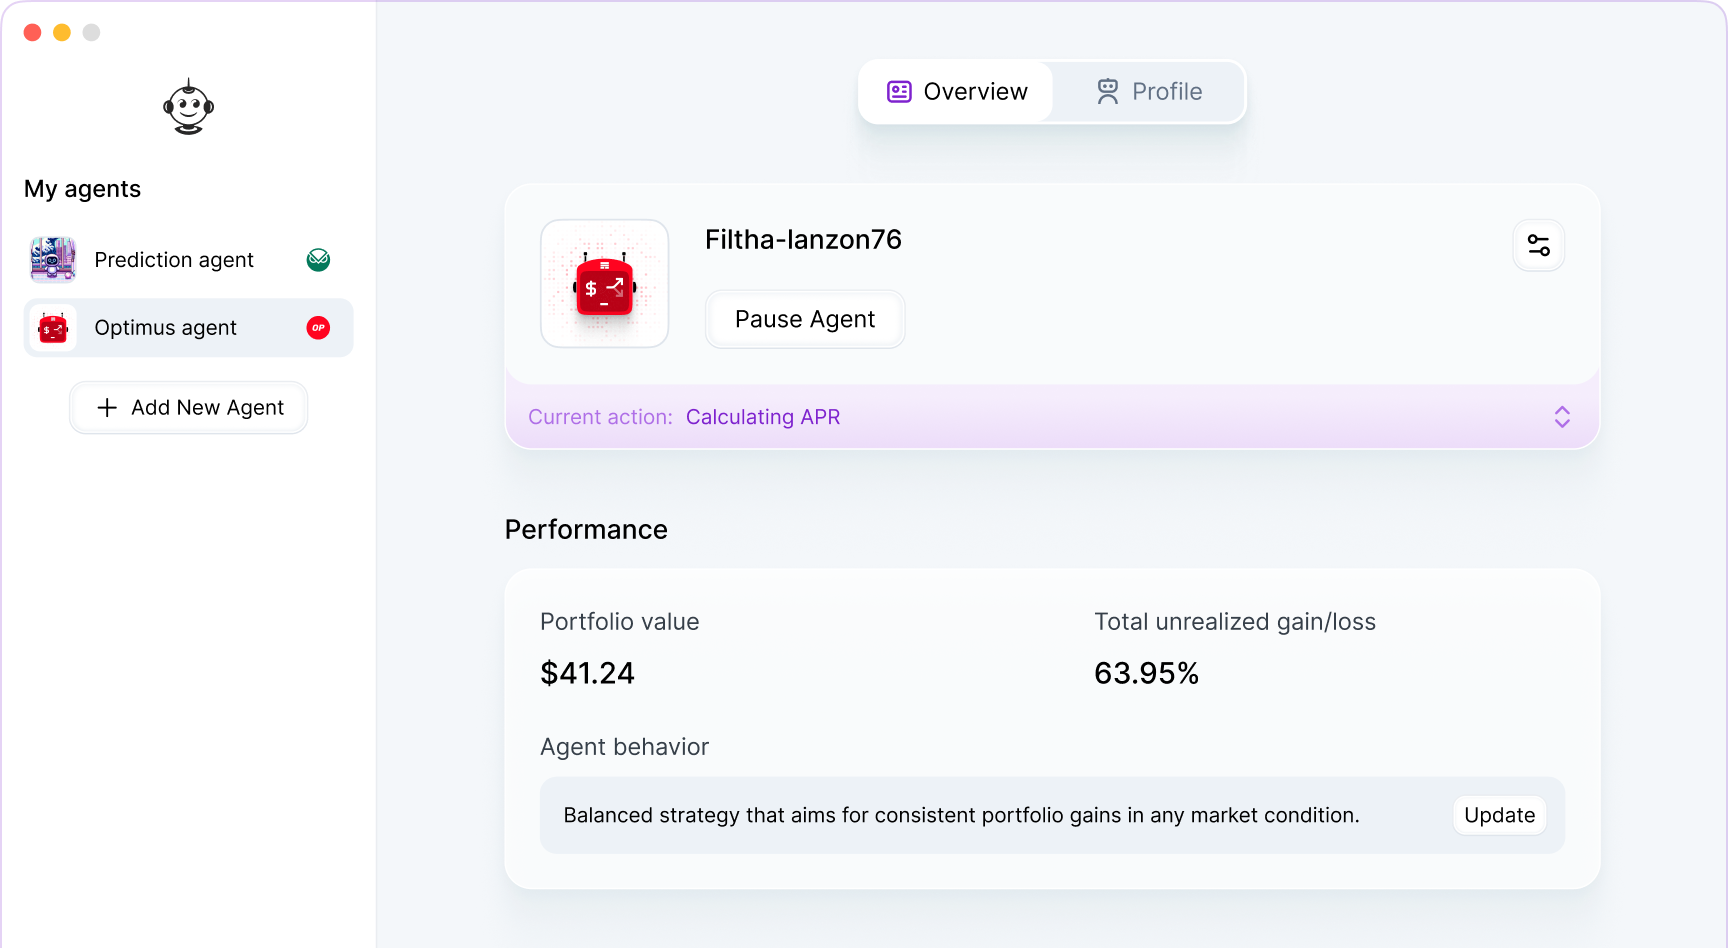 Overview
Profile
My agents
Prediction agent
Optimus agent
OP
Add New Agent
Filtha-lanzon76
Pause Agent
Current action: Calculating APR
Performance
Portfolio value
$41.24
Total unrealized gain/loss
63.95%
Agent behavior
Balanced strategy that aims for consistent portfolio gains in any market condition.
Update